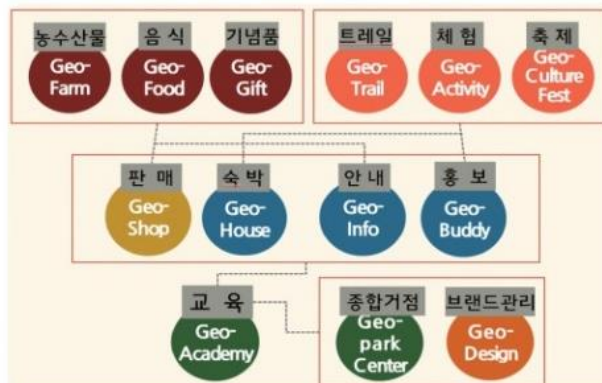 농수산물
Geo-
Farm
음 식
Geo-
Food
기념품
Geo-
Gift
트레일
Geo-
Trail
체 험
Geo-
Activity
축 제
Geo-
Culture
Fest
판 매
Geo-
Shop
숙 박
Geo-
House
안 내
Geo-
Info
홍 보
Geo-
Buddy
교 육
Geo-
Academy
종합거점
Geo-
park
Center
브랜드관리
Geo-
Design